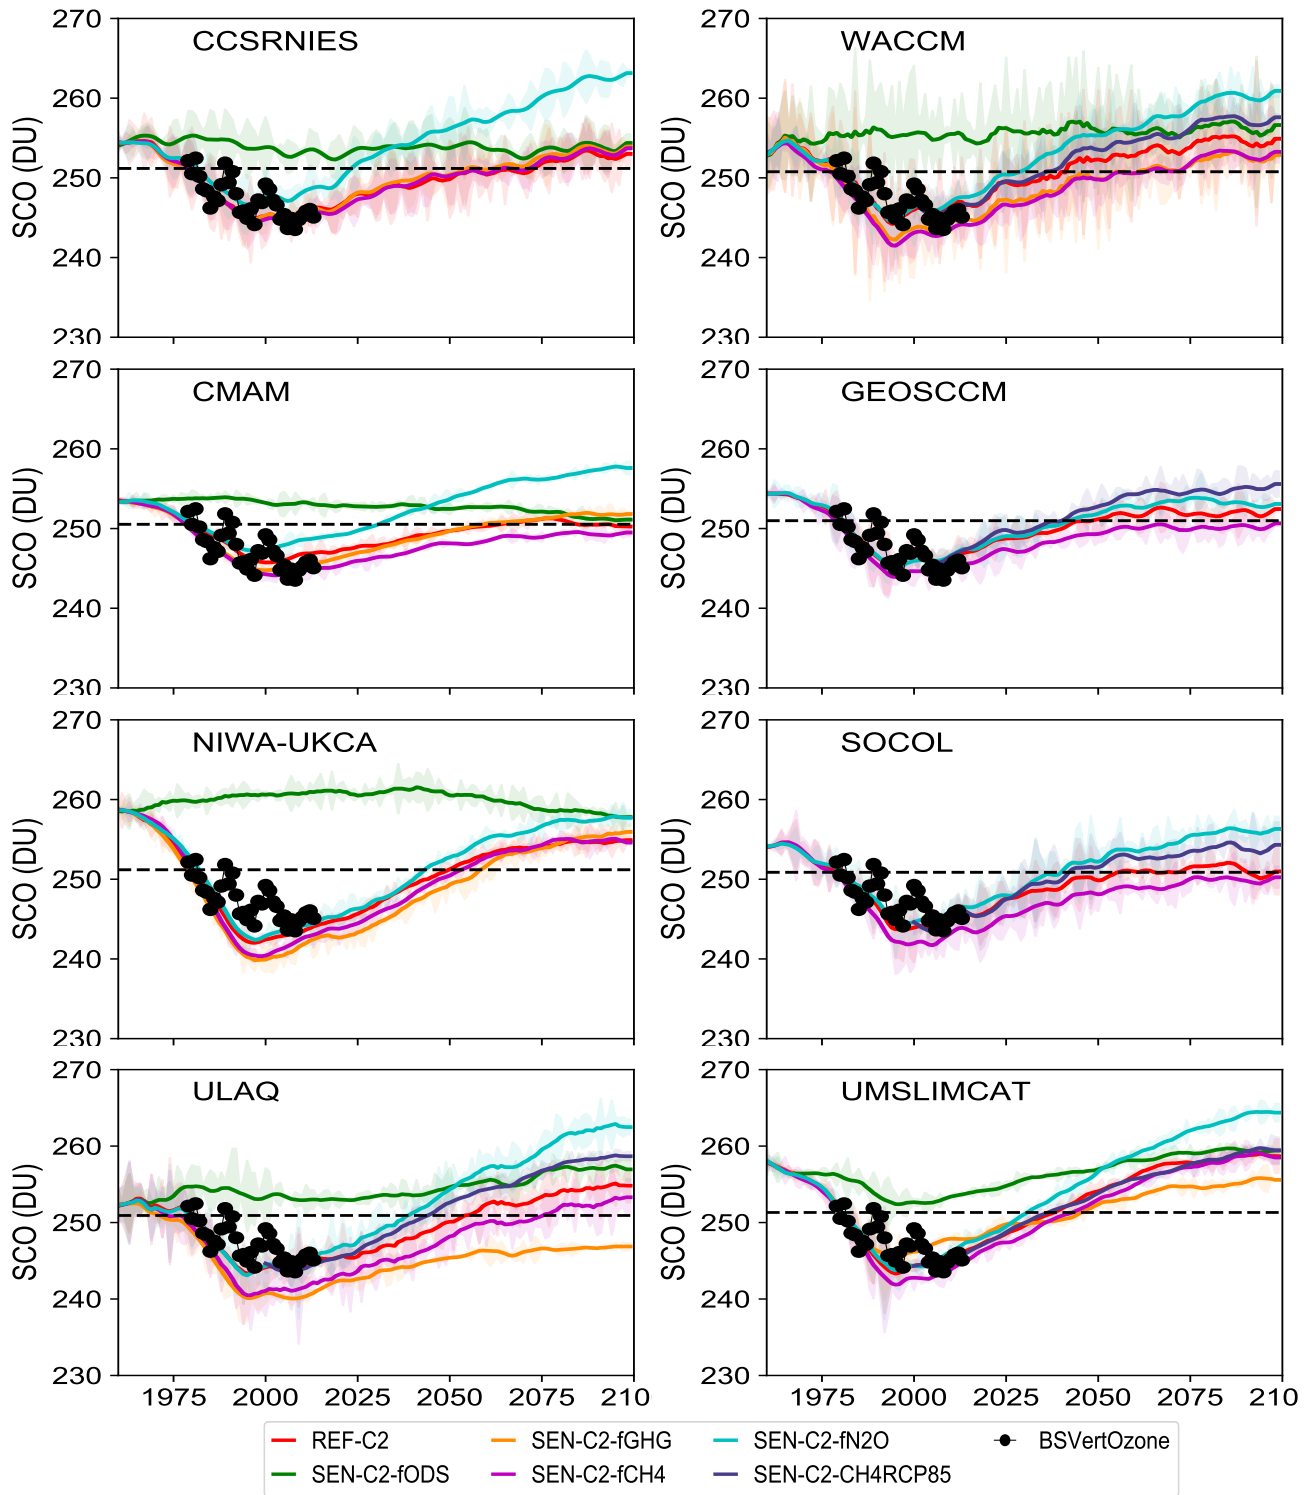 270
CCSRNIES
260
250
240
230
SCO (DU)
270
WACCM
260
250
240
230
SCO (DU)
270
CMAM
260
250
240
230
SCO (DU)
270
GEOSCCM
260
250
240
230
SCO (DU)
270
NIWA-UKCA
260
250
240
230
SCO (DU)
270
SOCOL
260
250
240
230
SCO (DU)
270
ULAQ
260
250
240
230
SCO (DU)
1975 2000 2025 2050 2075 210
270
UMSLIMCAT
260
250
240
230
SCO (DU)
1975 2000 2025 2050 2075 210
REF-C2 SEN-C2-fGHG SEN-C2-fN2O BSVertOzone
SEN-C2-fODS SEN-C2-fCH4 SEN-C2-CH4RCP85